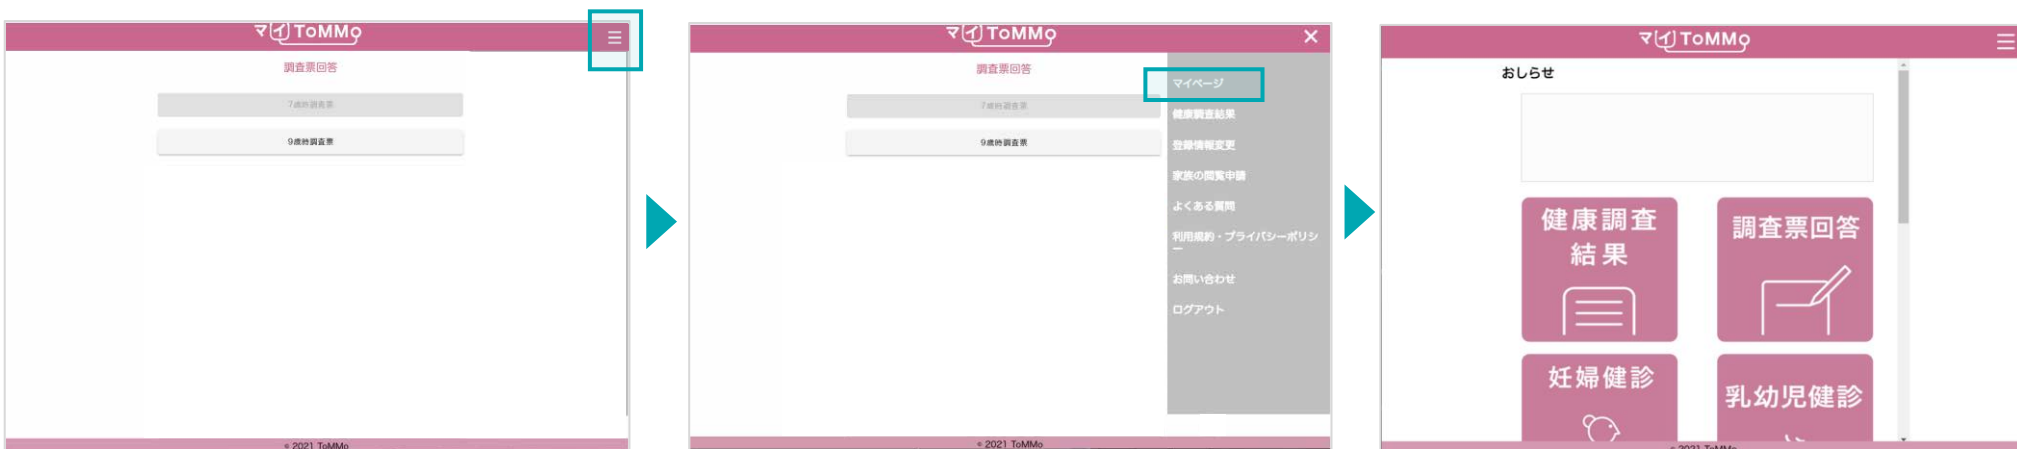 マイToMMo
調査票回答
7歳時調査票
9歳時調査票
© 2021 ToMMo
マイToMMo
調査票回答
7歳時調査票
9歳時調査票
マイページ
健康調査結果
登録情報変更
家族の閲覧申請
よくある質問
利用規約・プライバシーポリシ
ー
お問い合わせ
ログアウト
© 2021 ToMMo
マイToMMo
おしらせ
健康調査
結果
調査票回答
妊婦健診
乳幼児健診
© 2021 ToMMo